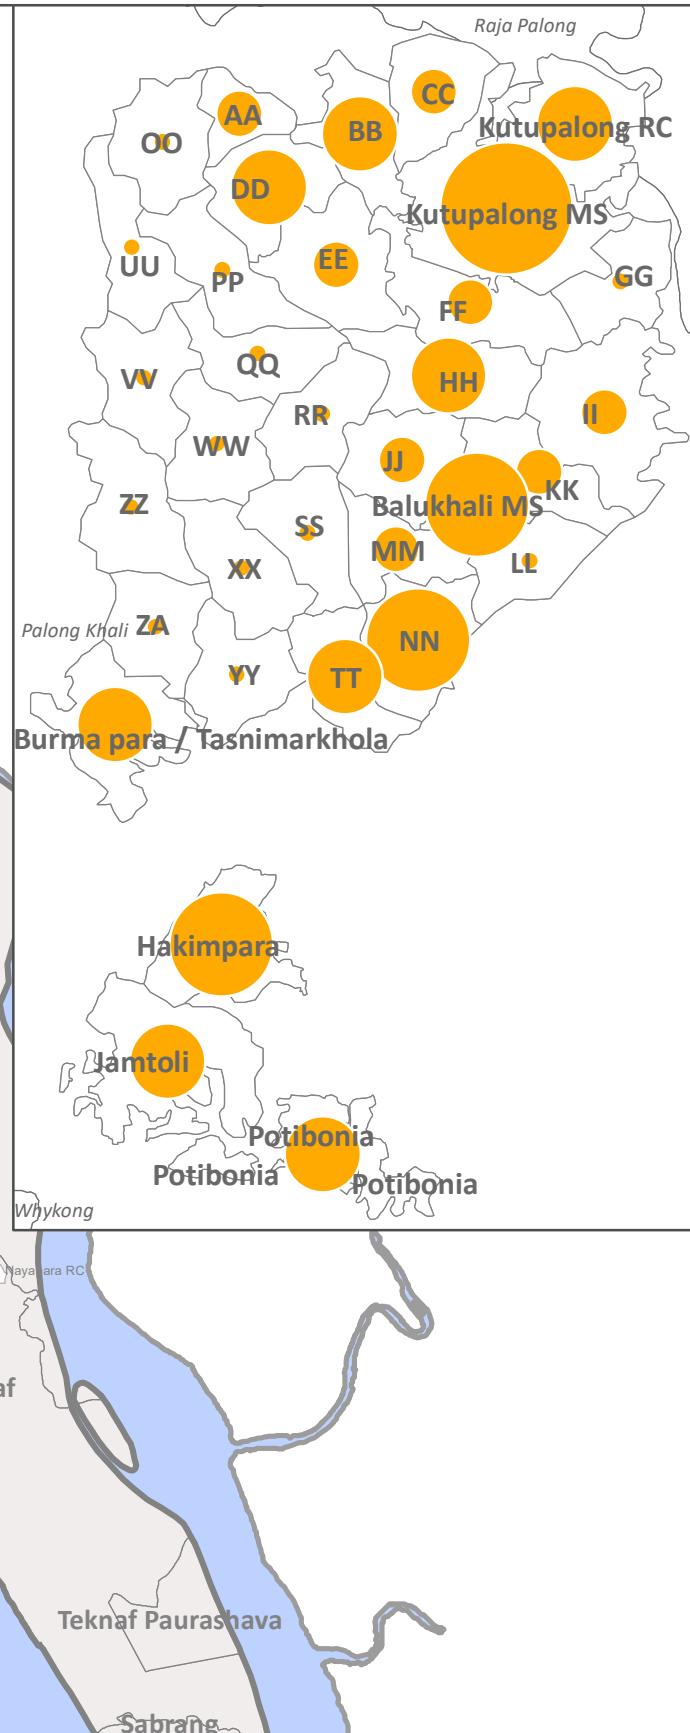 Raja Palong
CC
AA
BB
Kutupalong RC
OO
DD
Kutupalong MS
EE
UU
PP
GG
FF
QQ
VV
HH
RR
II
WW
JJ
KK
ZZ
Balukhali MS
SS
MM
LL
XX
Palong Khali
ZA
NN
YY
TT
Burma para / Tasnimarkhola
Hakimpara
Jamtoli
Potibonia
Potibonia
Potibonia
Whykong
Nayapara RC
af
Teknaf Paurashava
Sabrang